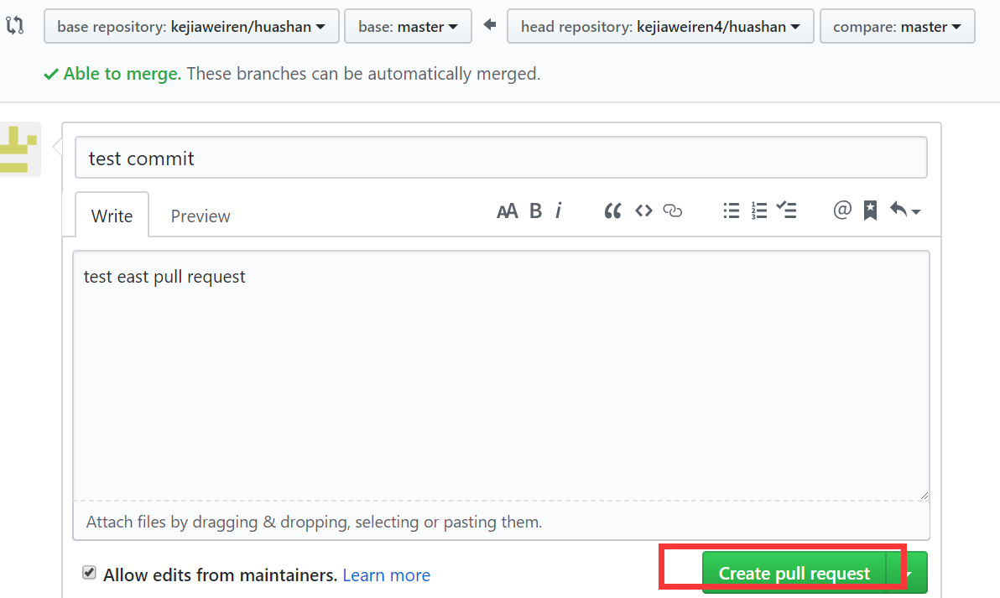 base repository: kejiaweiren/huashan base: master head repository: kejiaweiren4/huashan compare: master
Able to merge. These branches can be automatically merged.
test commit
Write Preview AA B i @
test east pull request
Attach files by dragging & dropping, selecting or pasting them.
Allow edits from maintainers. Learn more Create pull request